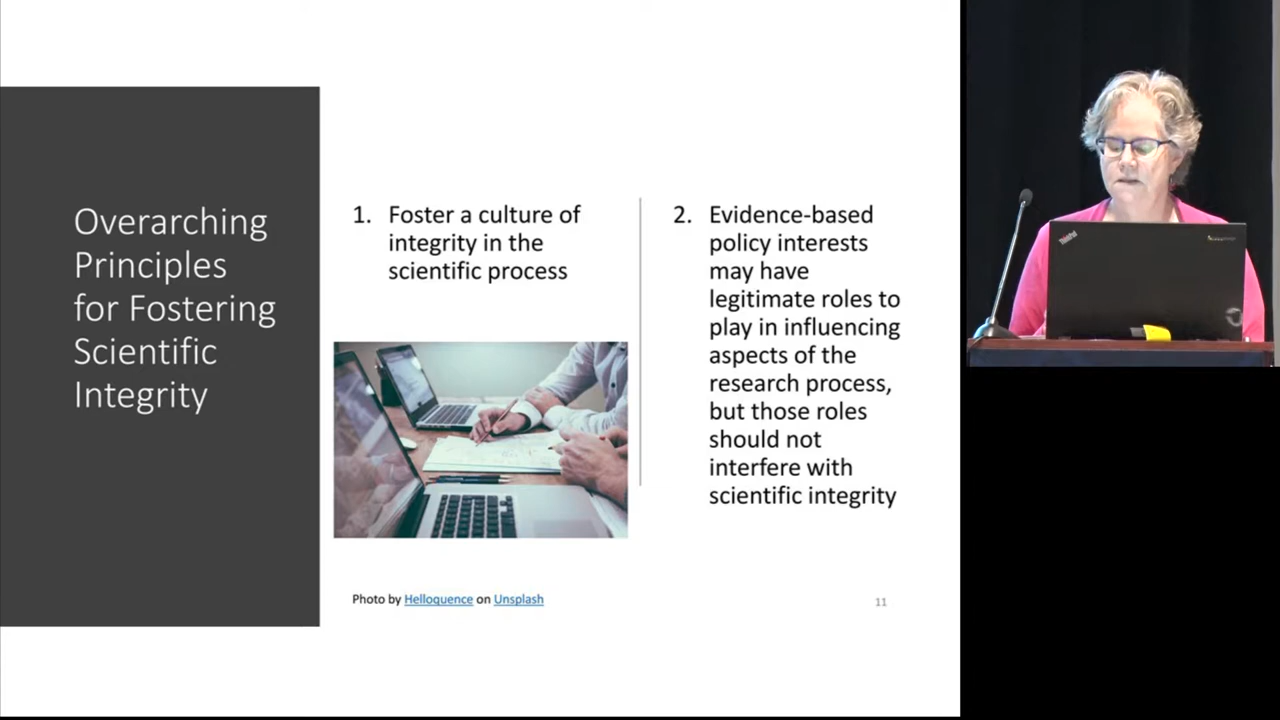 Overarching
Principles
for Fostering
Scientific
Integrity
1. Foster a culture of
integrity in the
scientific process
2. Evidence-based
policy interests
may have
legitimate roles to
play in influencing
aspects of the
research process,
but those roles
should not
interfere with
scientific integrity
Photo by Helloquence on Unsplash
11
ThinkPad